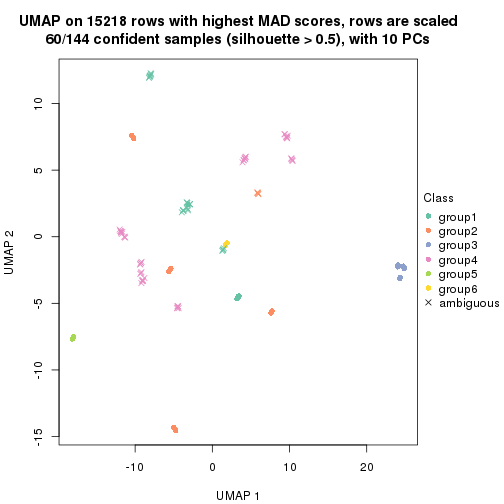 UMAP on 15218 rows with highest MAD scores, rows are scaled
60/144 confident samples (silhouette > 0.5), with 10 PCs
10
5
0
-5
-10
-15
UMAP 2
-10
0
10
20
UMAP 1
Class
group1
group2
group3
group4
group5
group6
ambiguous